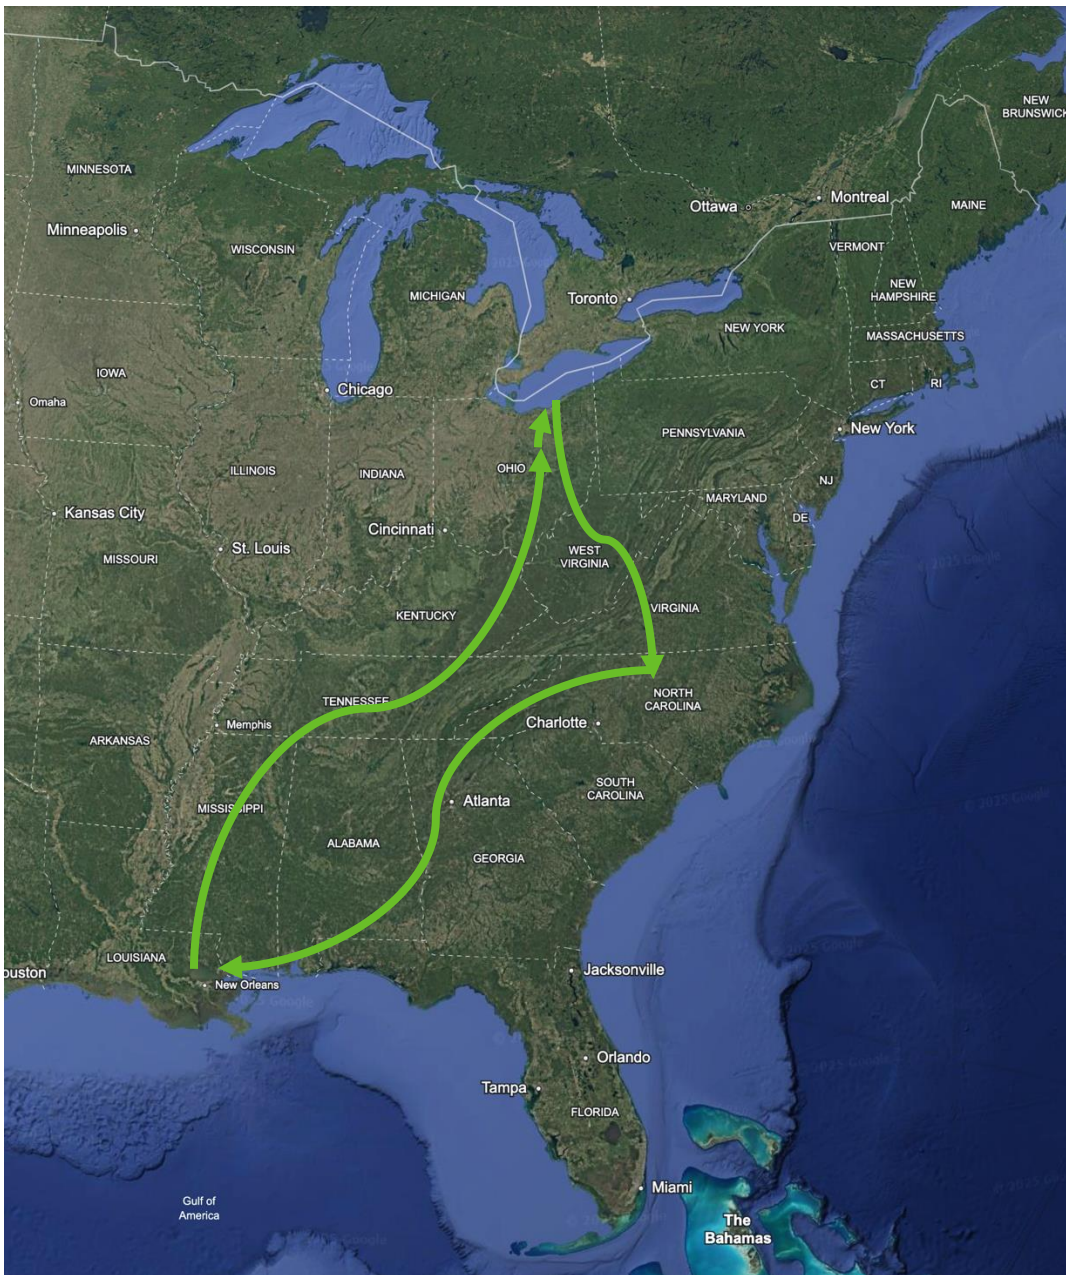 NEW
BRUNSWICK
MINNESOTA
Montreal
Ottawa
MAINE
Minneapolis
WISCONSIN
VERMONT
MICHIGAN
NEW
HAMPSHIRE
Toronto
NEW YORK
MASSACHUSETTS
IOWA
Chicago
CT
RI
Omaha
New York
PENNSYLVANIA
ILLINOIS
INDIANA
OHIO
NJ
MARYLAND
Kansas City
DE
Cincinnati
St. Louis
WEST
VIRGINIA
MISSOURI
KENTUCKY
VIRGINIA
TENNESSEE
NORTH
CAROLINA
Memphis
Charlotte
ARKANSAS
SOUTH
CAROLINA
MISSISSIPPI
Atlanta
ALABAMA
GEORGIA
LOUISIANA
ouston
Jacksonville
New Orleans
Orlando
Tampa
FLORIDA
Miami
Gulf of
America
The
Bahamas